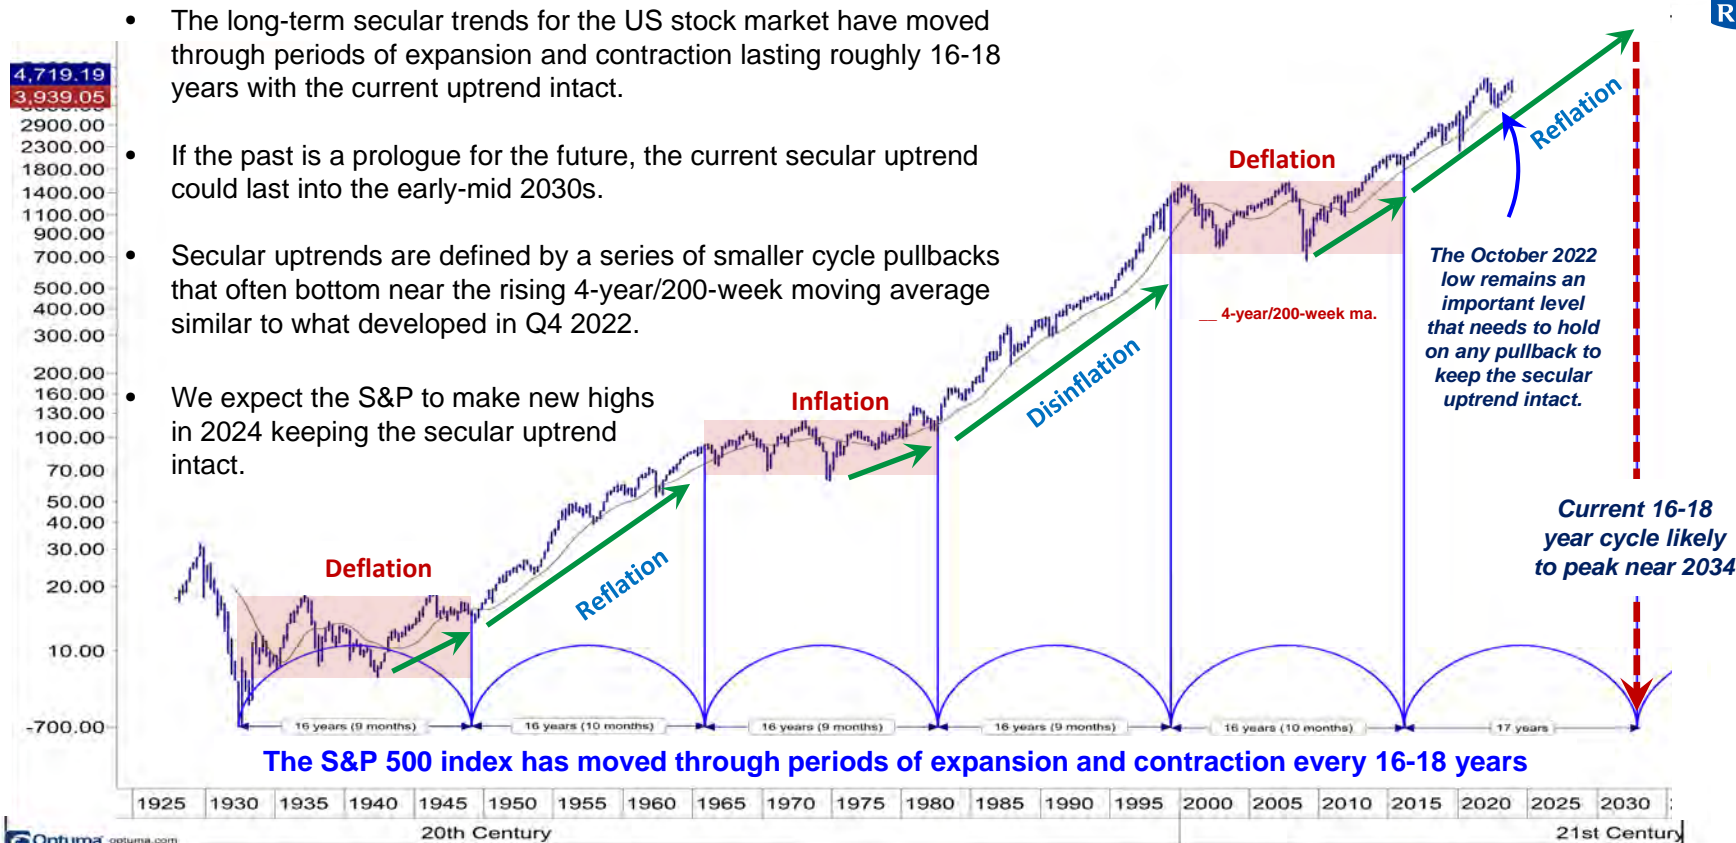 • The long-term secular trends for the US stock market have moved
through periods of expansion and contraction lasting roughly 16-18
years with the current uptrend intact.
• If the past is a prologue for the future, the current secular uptrend
could last into the early-mid 2030s.
• Secular uptrends are defined by a series of smaller cycle pullbacks
that often bottom near the rising 4-year/200-week moving average
similar to what developed in Q4 2022.
• We expect the S&P to make new highs
in 2024 keeping the secular uptrend
intact.
R
4,719.19
3,939.05
2900.00
2300.00
1800.00
1400.00
1100.00
900.00
700.00
500.00
400.00
300.00
200.00
160.00
130.00
100.00
70.00
50.00
40.00
30.00
20.00
10.00
-700.00
Deflation
Reflation
Inflation
Disinflation
Deflation
Reflation
__ 4-year/200-week ma.
The October 2022
low remains an
important level
that needs to hold
on any pullback to
keep the secular
uptrend intact.
Current 16-18
year cycle likely
to peak near 2034
16 years (9 months)
16 years (10 months)
16 years (9 months)
16 years (9 months)
16 years (10 months)
17 years
The S&P 500 index has moved through periods of expansion and contraction every 16-18 years
1925 1930 1935 1940 1945 1950 1955 1960 1965 1970 1975 1980 1985 1990 1995 2000 2005 2010 2015 2020 2025 2030
20th Century 21st Century
Optuma optuma.com